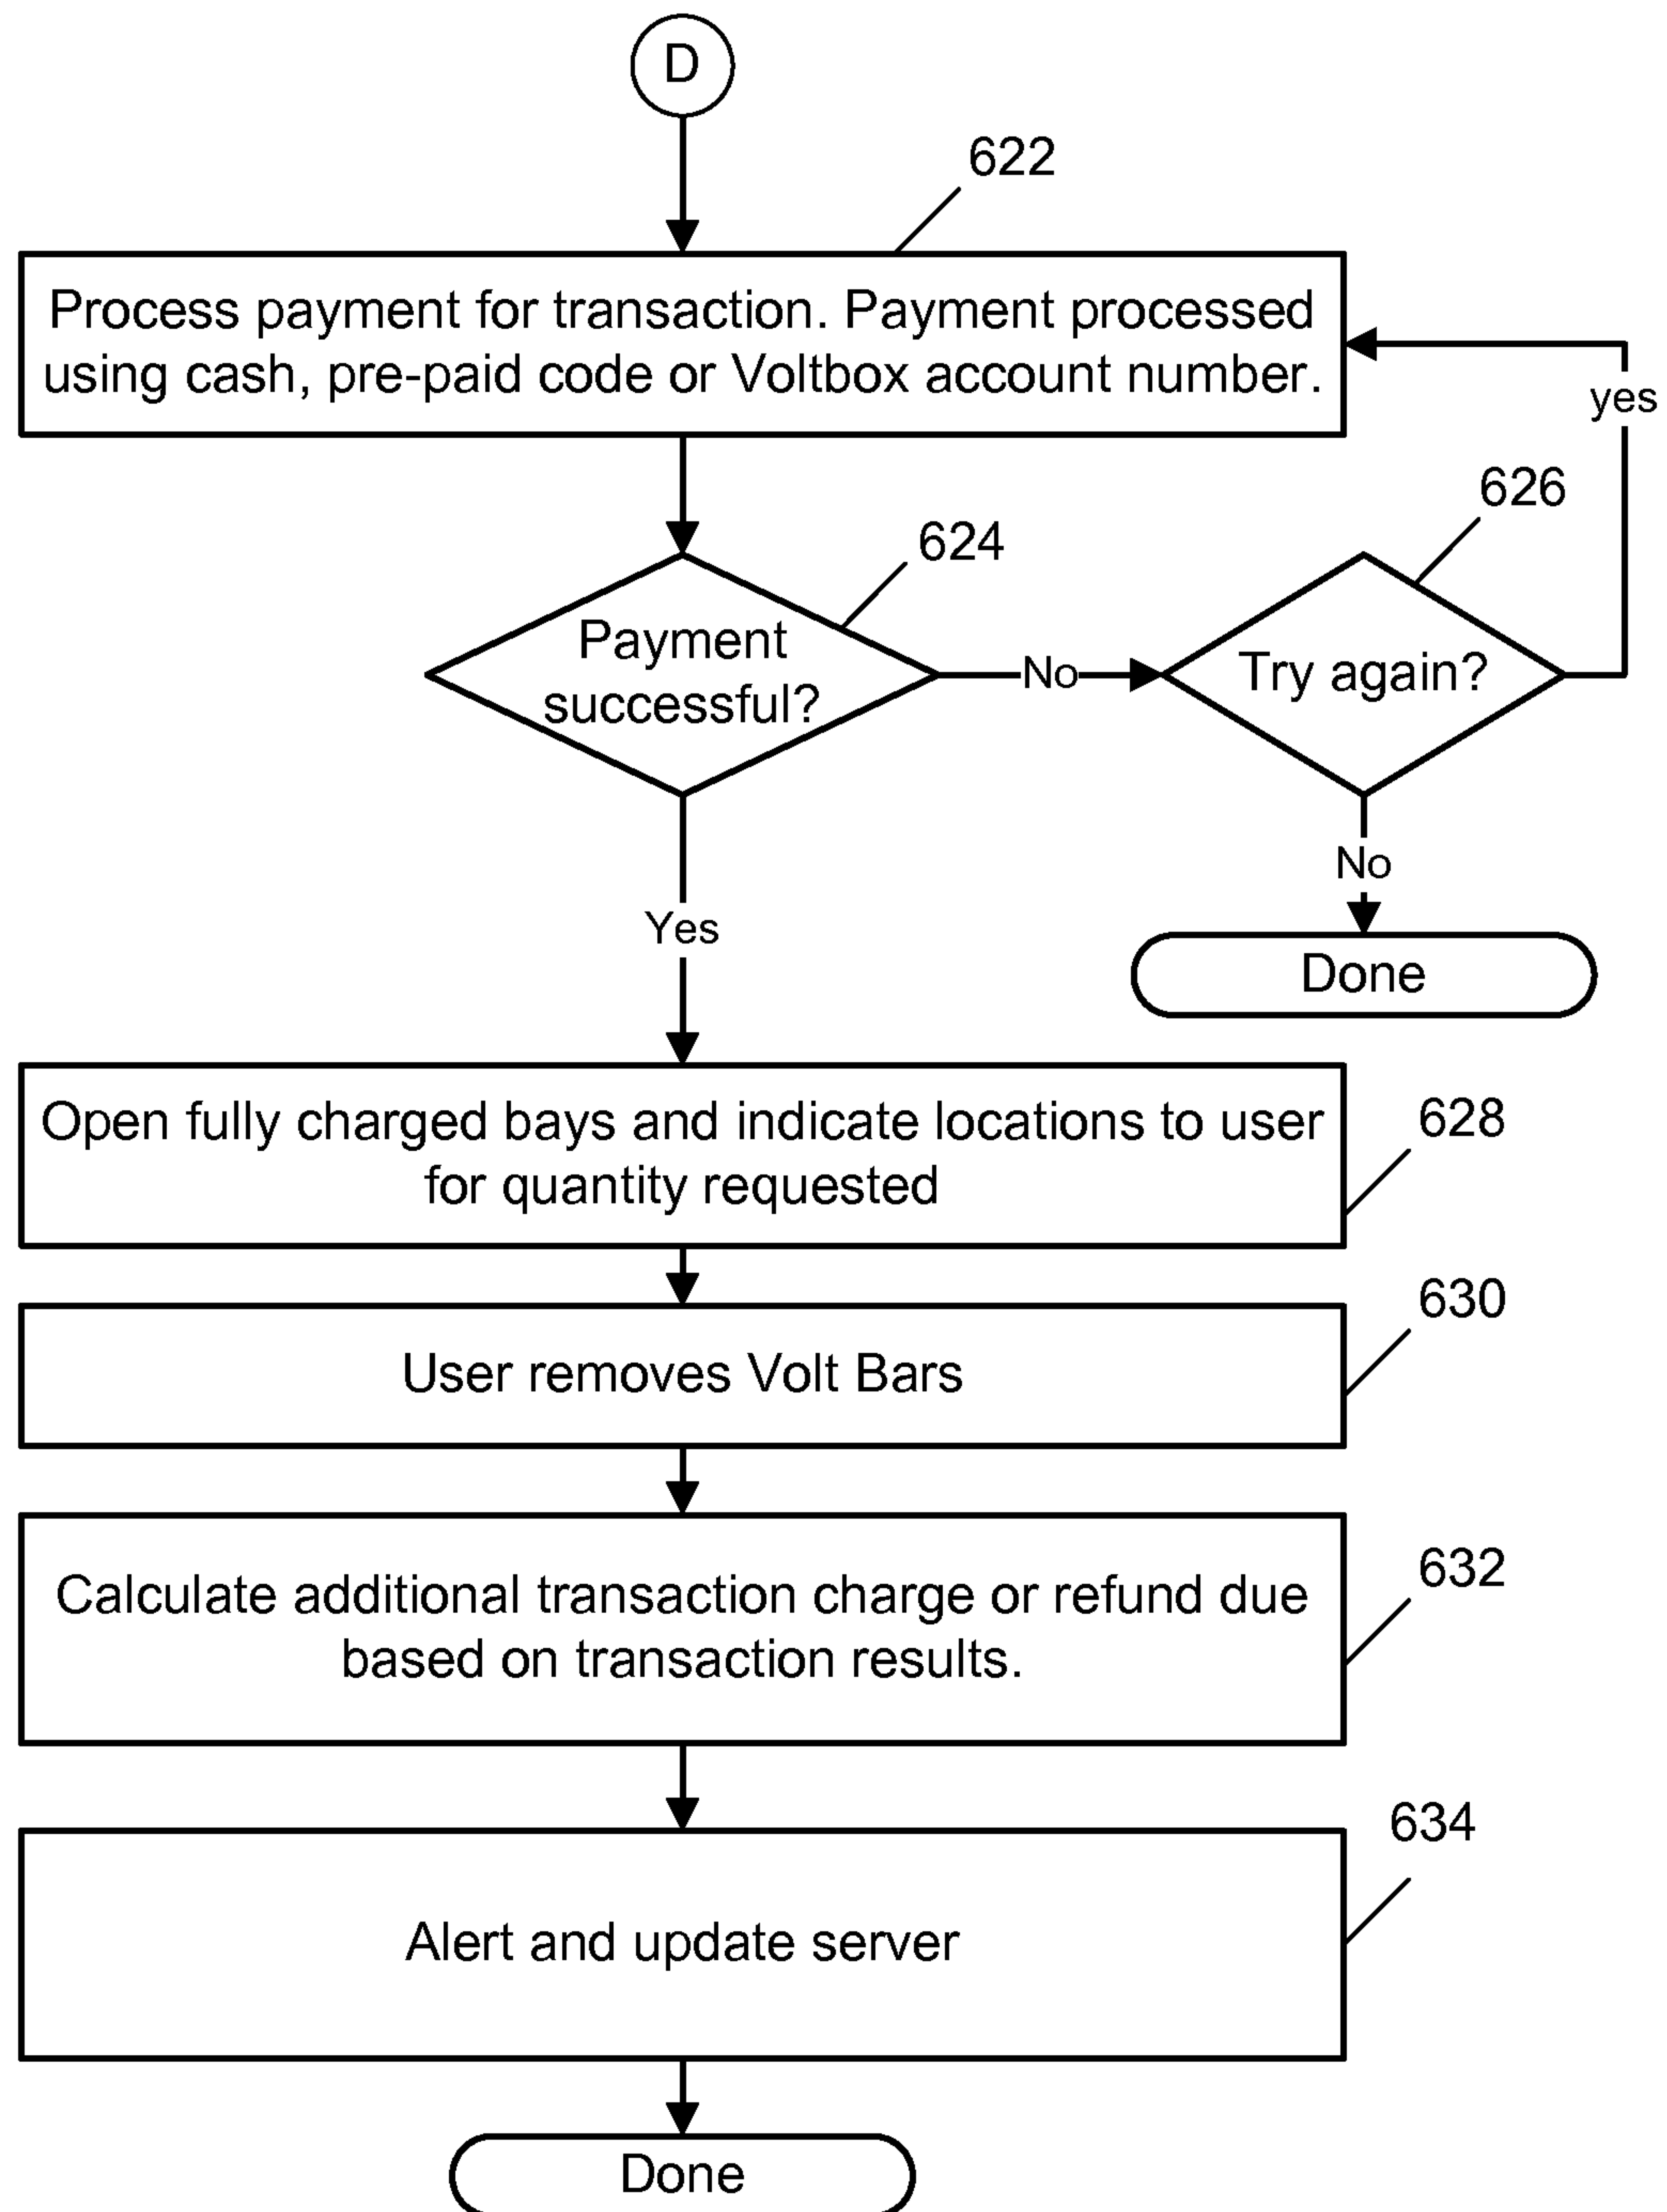 D
622
Process payment for transaction. Payment processed
using cash, pre-paid code or Voltbox account number.
yes
626
624
Payment
successful?
No
Try again?
No
Yes
Done
Open fully charged bays and indicate locations to user
for quantity requested
628
630
User removes Volt Bars
632
Calculate additional transaction charge or refund due
based on transaction results.
634
Alert and update server
Done